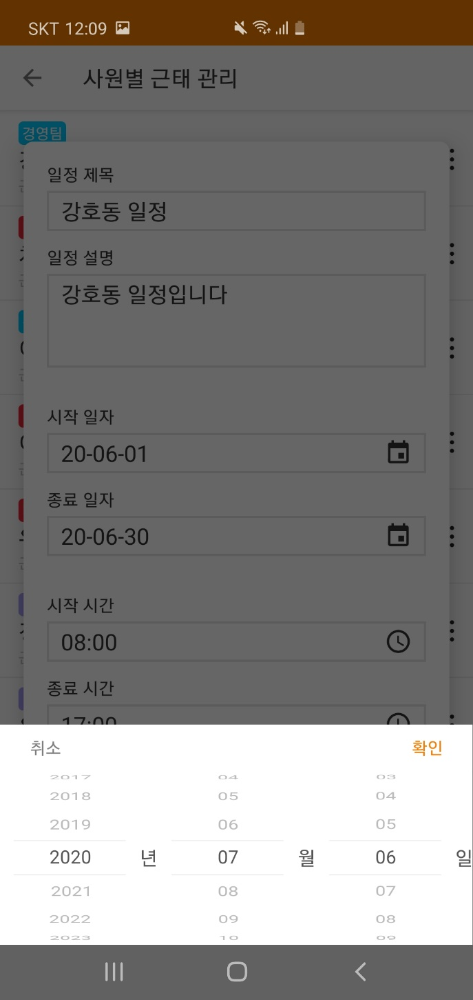 SKT 12:09
사원별 근태 관리
경영팀
일정 제목
강호동 일정
일정 설명
강호동 일정입니다
시작 일자
20-06-01
종료 일자
20-06-30
시작 시간
08:00
종료 시간
17:00
취소 확인
2017 04 03
2018 05 04
2019 06 05
2020 년 07 월 06 일
2021 08 07
2022 09 08
2023 10 09